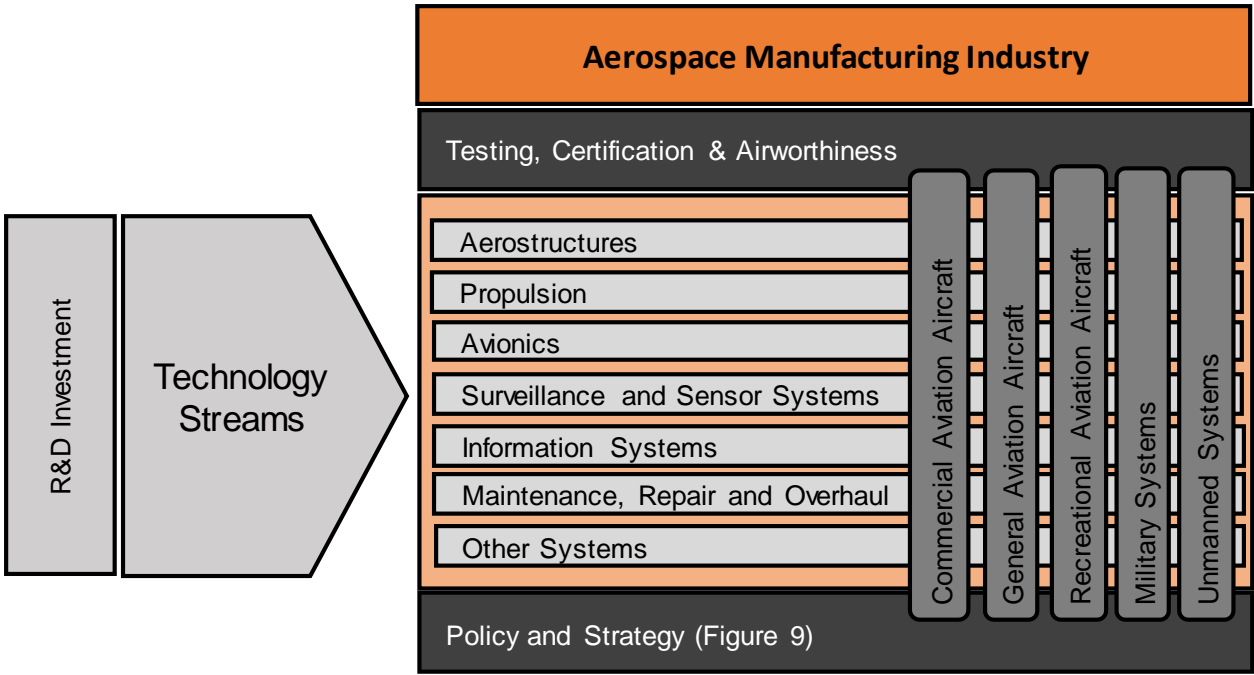 Aerospace Manufacturing Industry
Testing, Certification & Airworthiness
R&D Investment
Technology
Streams
Aerostructures
Propulsion
Avionics
Surveillance and Sensor Systems
Information Systems
Maintenance, Repair and Overhaul
Other Systems
Commercial Aviation Aircraft
General Aviation Aircraft
Recreational Aviation Aircraft
Military Systems
Unmanned Systems
Policy and Strategy (Figure 9)